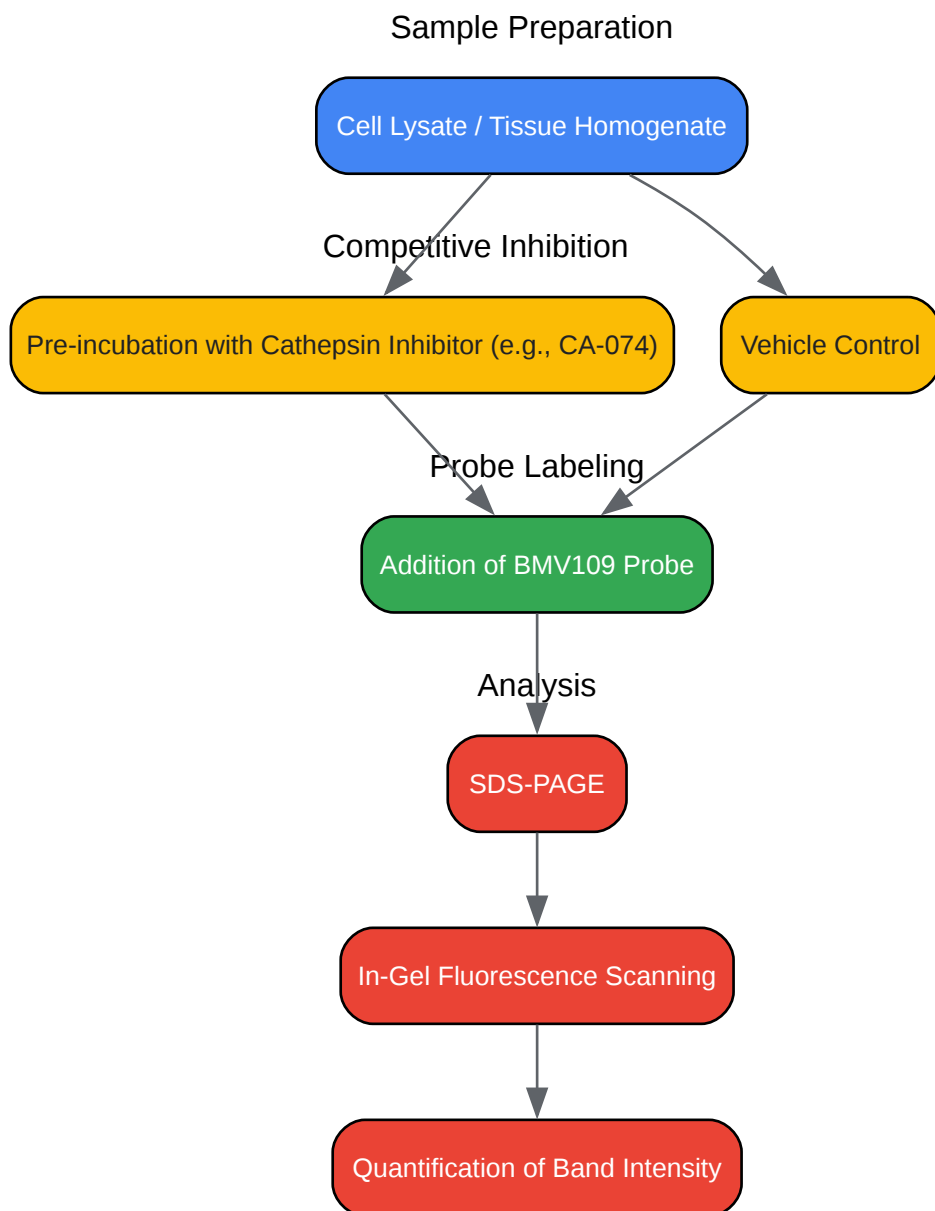 Sample Preparation
Cell Lysate / Tissue Homogenate
Competitive Inhibition
Pre-incubation with Cathepsin Inhibitor (e.g., CA-074)
Vehicle Control
Probe Labeling
Addition of BMV109 Probe
Analysis
SDS-PAGE
In-Gel Fluorescence Scanning
Quantification of Band Intensity